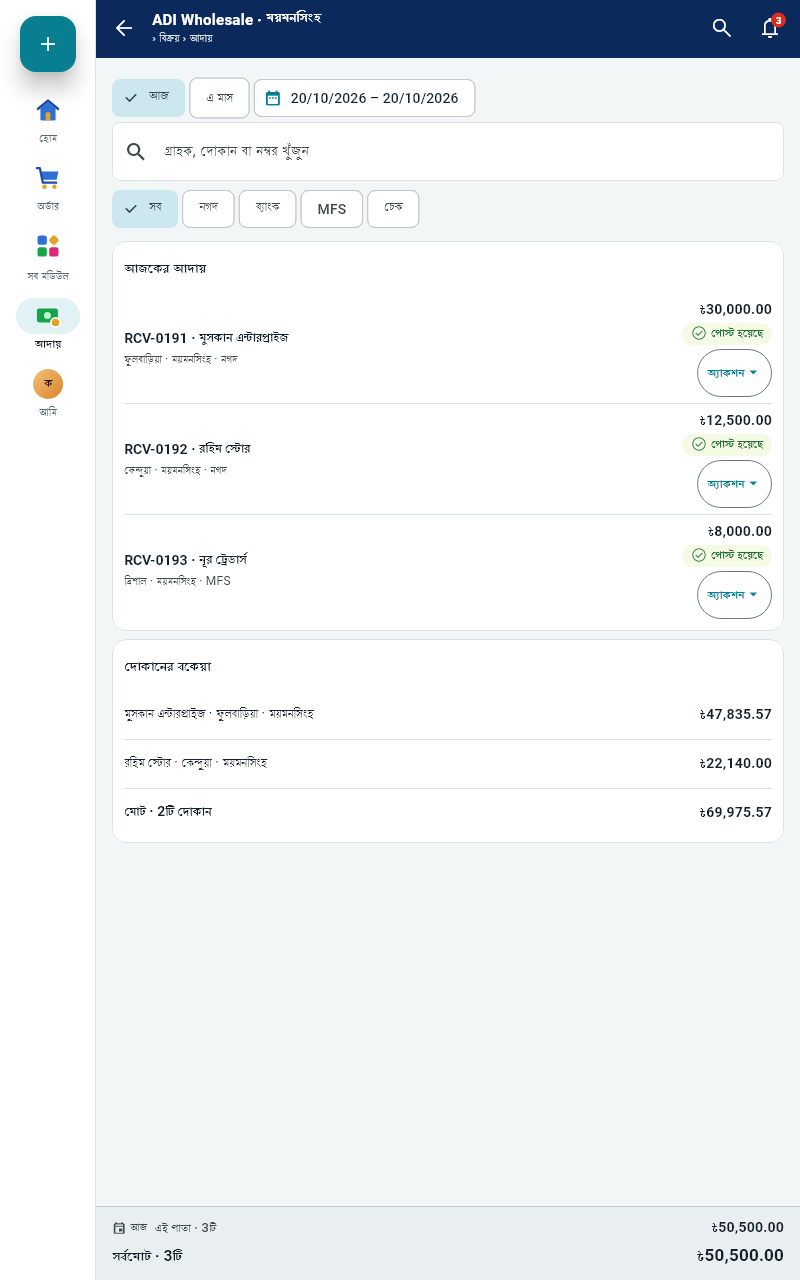 ADI Wholesale · ময়মনসিংহ
› বিক্রয় › আদায়
3
আজ
এ মাস
20/10/2026 – 20/10/2026
গ্রাহক, দোকান বা নম্বর খুঁজুন
সব
নগদ
ব্যাংক
MFS
চেক
আজকের আদায়
৳30,000.00
RCV-0191 · মুসকান এন্টারপ্রাইজ
পোস্ট হয়েছে
ফুলবাড়িয়া · ময়মনসিংহ · নগদ
অ্যাকশন
৳12,500.00
RCV-0192 · রহিম স্টোর
পোস্ট হয়েছে
কেন্দুয়া · ময়মনসিংহ · নগদ
অ্যাকশন
৳8,000.00
RCV-0193 · নূর ট্রেডার্স
পোস্ট হয়েছে
ত্রিশাল · ময়মনসিংহ · MFS
অ্যাকশন
দোকানের বকেয়া
মুসকান এন্টারপ্রাইজ · ফুলবাড়িয়া · ময়মনসিংহ
৳47,835.57
রহিম স্টোর · কেন্দুয়া · ময়মনসিংহ
৳22,140.00
মোট · 2টি দোকান
৳69,975.57
আজ এই পাতা · 3টি
৳50,500.00
সর্বমোট · 3টি
৳50,500.00
হোম
অর্ডার
সব মডিউল
আদায়
ক
আমি